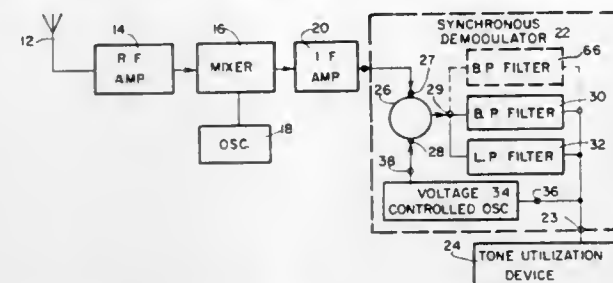 SYNCHRONOUS
DEMODULATOR 22
12
14
R F
AMP
16
MIXER
20
I F
AMP
18
OSC.
26
27
28
29
38
66
B.P FILTER
30
B.P FILTER
32
L.P FILTER
VOLTAGE 34
CONTROLLED OSC
36
23
24
TONE UTILIZATION
DEVICE